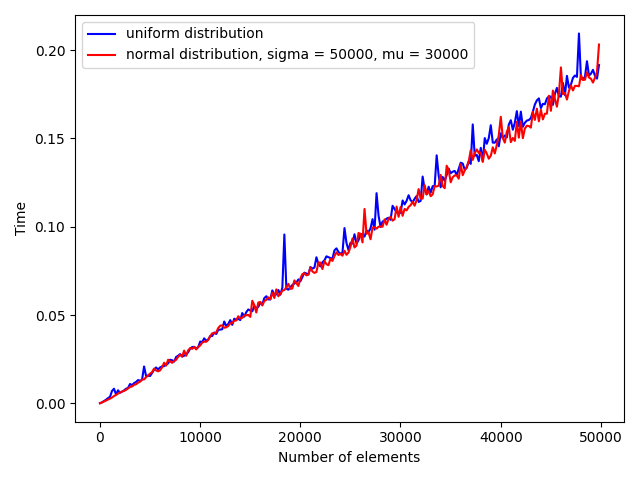 uniform distribution
normal distribution, sigma = 50000, mu = 30000
0.20
0.15
0.10
0.05
0.00
Time
0 10000 20000 30000 40000 50000
Number of elements